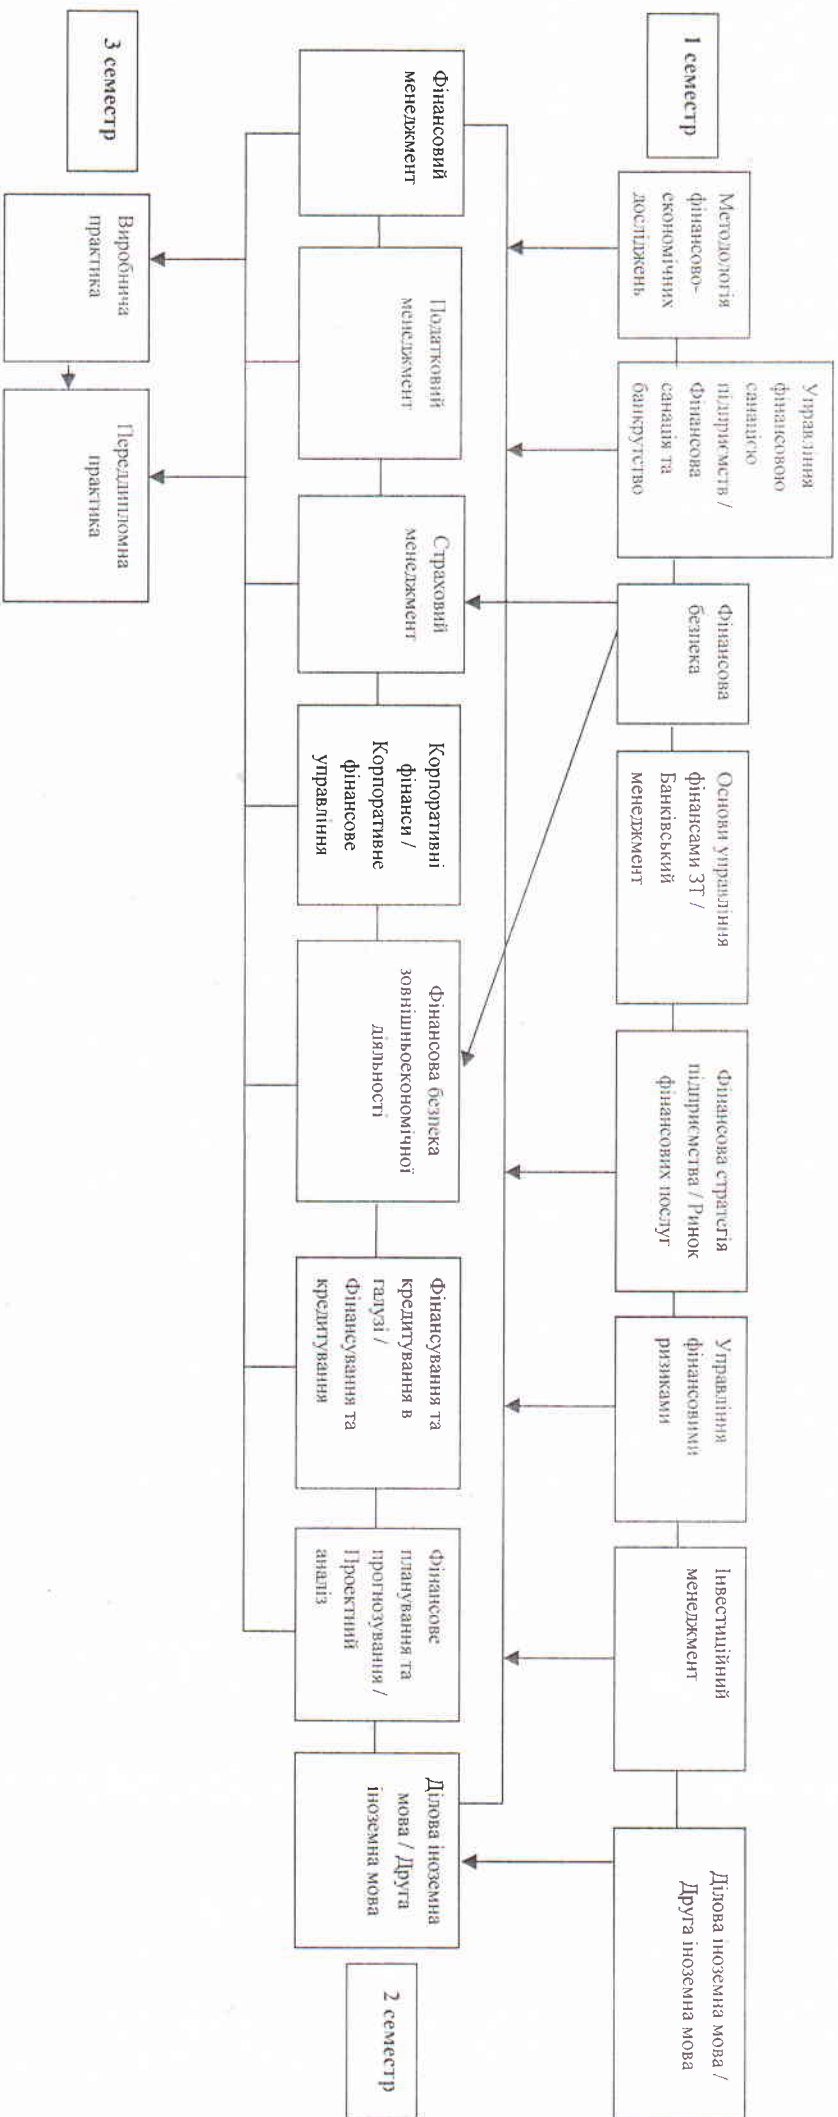 1 семестр
Методологія
фінансово-
економічних
досліджень
Управління
фінансовою
санацією
підприємств /
Фінансова
санація та
банкрутство
Фінансова
безпека
Основи управління
фінансами ЗТ /
Банківський
менеджмент
Фінансова стратегія
підприємства / Ринок
фінансових послуг
Управління
фінансовими
ризиками
Інвестиційний
менеджмент
Ділова іноземна мова /
Друга іноземна мова
Фінансовий
менеджмент
Податковий
менеджмент
Страховий
менеджмент
Корпоративні
фінанси /
Корпоративне
фінансове
управління
Фінансова безпека
зовнішньоекономічної
діяльності
Фінансування та
кредитування в
галузі /
Фінансування та
кредитування
Фінансове
планування та
прогнозування /
Проектний
аналіз
Ділова іноземна
мова / Друга
іноземна мова
2 семестр
3 семестр
Виробнича
практика
Переддипломна
практика